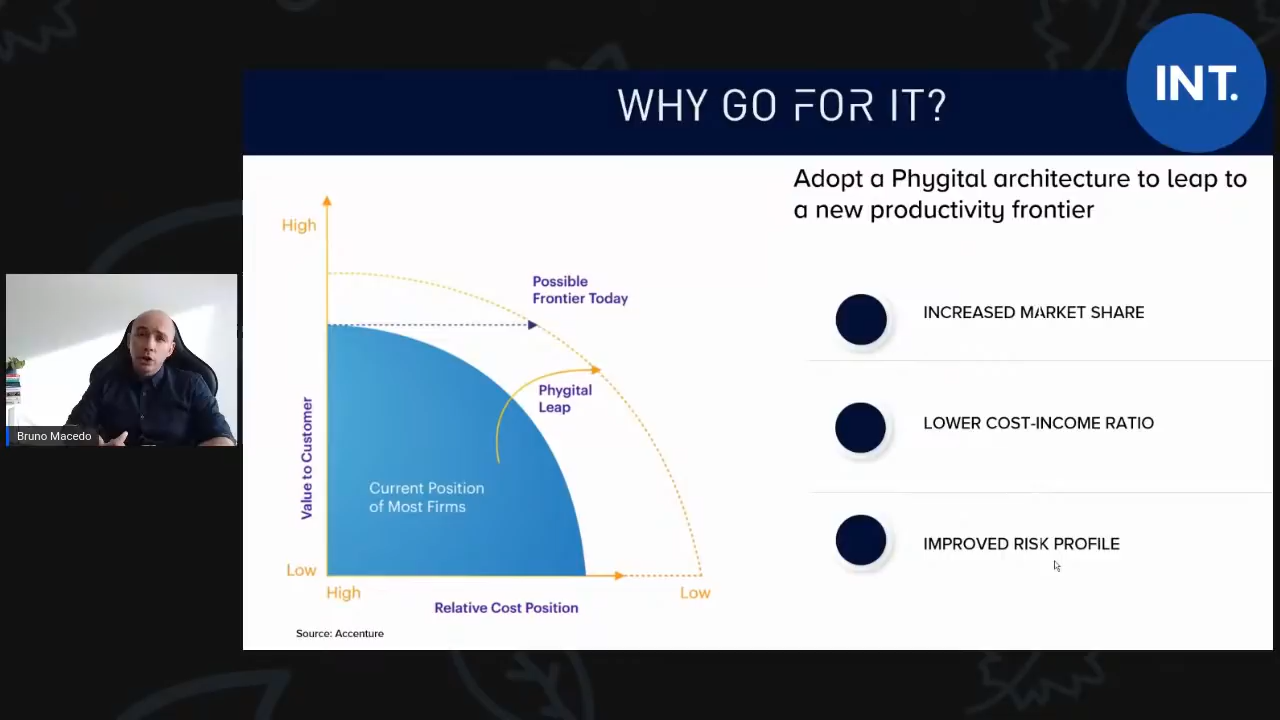 INT.
WHY GO FOR IT?
Adopt a Phygital architecture to leap to
a new productivity frontier
High
Possible
Frontier Today
Phygital
Leap
Value to Customer
Current Position
of Most Firms
Low
High
Low
Relative Cost Position
Source: Accenture
INCREASED MARKET SHARE
LOWER COST-INCOME RATIO
IMPROVED RISK PROFILE
Bruno Macedo